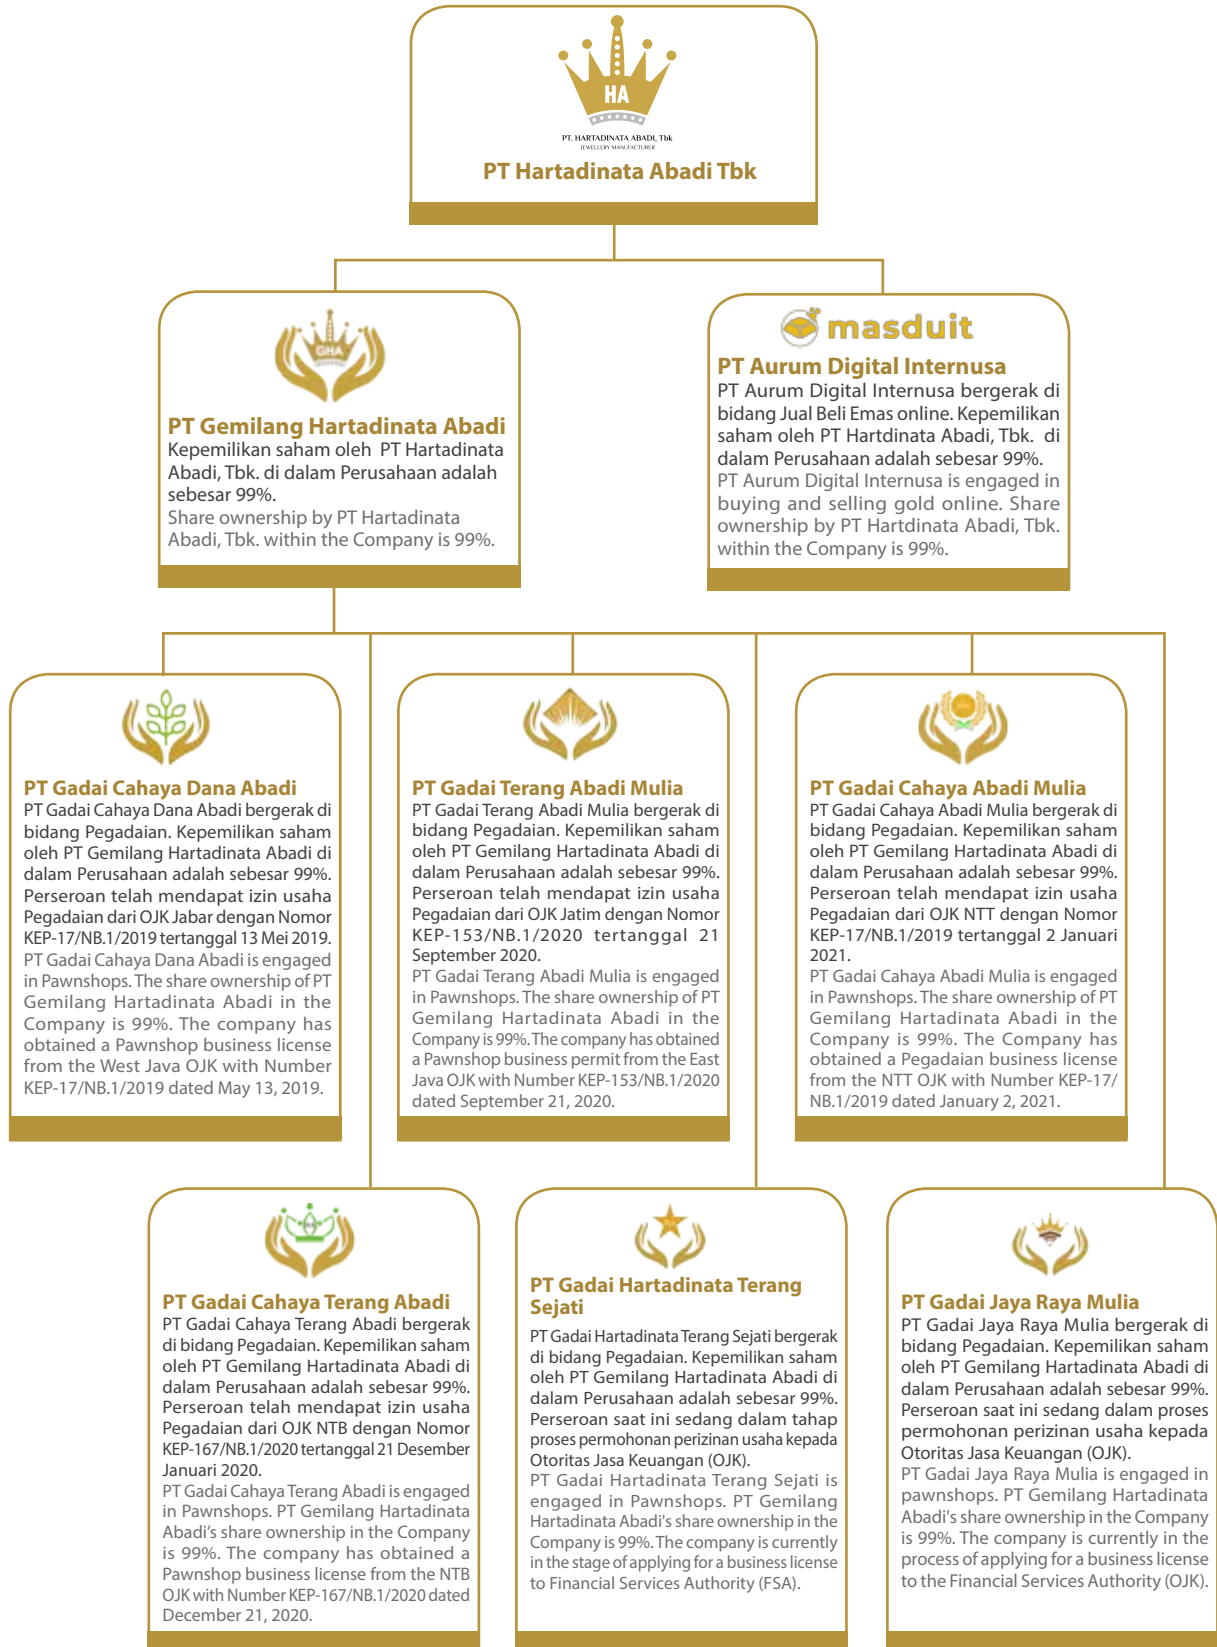 HA
PT. HARTADINATA ABADI, Tbk
JEWELLERY MANUFACTURER
PT Hartadinata Abadi Tbk
GHA
PT Gemilang Hartadinata Abadi
Kepemilikan saham oleh PT Hartadinata
Abadi, Tbk. di dalam Perusahaan adalah
sebesar 99%.
Share ownership by PT Hartadinata
Abadi, Tbk. within the Company is 99%.
masduit
PT Aurum Digital Internusa
PT Aurum Digital Internusa bergerak di
bidang Jual Beli Emas online. Kepemilikan
saham oleh PT Hartdinata Abadi, Tbk. di
dalam Perusahaan adalah sebesar 99%.
PT Aurum Digital Internusa is engaged in
buying and selling gold online. Share
ownership by PT Hartdinata Abadi, Tbk.
within the Company is 99%.
PT Gadai Cahaya Dana Abadi
PT Gadai Cahaya Dana Abadi bergerak di
bidang Pegadaian. Kepemilikan saham
oleh PT Gemilang Hartadinata Abadi di
dalam Perusahaan adalah sebesar 99%.
Perseroan telah mendapat izin usaha
Pegadaian dari OJK Jabar dengan Nomor
KEP-17/NB.1/2019 tertanggal 13 Mei 2019.
PT Gadai Cahaya Dana Abadi is engaged
in Pawnshops. The share ownership of PT
Gemilang Hartadinata Abadi in the
Company is 99%. The company has
obtained a Pawnshop business license
from the West Java OJK with Number
KEP-17/NB.1/2019 dated May 13, 2019.
PT Gadai Terang Abadi Mulia
PT Gadai Terang Abadi Mulia bergerak di
bidang Pegadaian. Kepemilikan saham
oleh PT Gemilang Hartadinata Abadi di
dalam Perusahaan adalah sebesar 99%.
Perseroan telah mendapat izin usaha
Pegadaian dari OJK Jatim dengan Nomor
KEP-153/NB.1/2020 tertanggal 21
September 2020.
PT Gadai Terang Abadi Mulia is engaged
in Pawnshops. The share ownership of PT
Gemilang Hartadinata Abadi in the
Company is 99%. The company has obtained
a Pawnshop business permit from the East
Java OJK with Number KEP-153/NB.1/2020
dated September 21, 2020.
PT Gadai Cahaya Abadi Mulia
PT Gadai Cahaya Abadi Mulia bergerak di
bidang Pegadaian. Kepemilikan saham
oleh PT Gemilang Hartadinata Abadi di
dalam Perusahaan adalah sebesar 99%.
Perseroan telah mendapat izin usaha
Pegadaian dari OJK NTT dengan Nomor
KEP-17/NB.1/2019 tertanggal 2 Januari
2021.
PT Gadai Cahaya Abadi Mulia is engaged
in Pawnshops. The share ownership of PT
Gemilang Hartadinata Abadi in the
Company is 99%. The Company has
obtained a Pegadaian business license
from the NTT OJK with Number KEP-17/
NB.1/2019 dated January 2, 2021.
PT Gadai Cahaya Terang Abadi
PT Gadai Cahaya Terang Abadi bergerak
di bidang Pegadaian. Kepemilikan saham
oleh PT Gemilang Hartadinata Abadi di
dalam Perusahaan adalah sebesar 99%.
Perseroan telah mendapat izin usaha
Pegadaian dari OJK NTB dengan Nomor
KEP-167/NB.1/2020 tertanggal 21 Desember
Januari 2020.
PT Gadai Cahaya Terang Abadi is engaged
in Pawnshops. PT Gemilang Hartadinata
Abadi's share ownership in the Company
is 99%. The company has obtained a
Pawnshop business license from the NTB
OJK with Number KEP-167/NB.1/2020 dated
December 21, 2020.
PT Gadai Hartadinata Terang
Sejati
PT Gadai Hartadinata Terang Sejati bergerak
di bidang Pegadaian. Kepemilikan saham
oleh PT Gemilang Hartadinata Abadi di
dalam Perusahaan adalah sebesar 99%.
Perseroan saat ini sedang dalam tahap
proses permohonan perizinan usaha kepada
Otoritas Jasa Keuangan (OJK).
PT Gadai Hartadinata Terang Sejati is
engaged in Pawnshops. PT Gemilang
Hartadinata Abadi's share ownership in the
Company is 99%. The company is currently
in the stage of applying for a business license
to Financial Services Authority (FSA).
PT Gadai Jaya Raya Mulia
PT Gadai Jaya Raya Mulia bergerak di
bidang Pegadaian. Kepemilikan saham
oleh PT Gemilang Hartadinata Abadi di
dalam Perusahaan adalah sebesar 99%.
Perseroan saat ini sedang dalam proses
permohonan perizinan usaha kepada
Otoritas Jasa Keuangan (OJK).
PT Gadai Jaya Raya Mulia is engaged in
pawnshops. PT Gemilang Hartadinata
Abadi's share ownership in the Company
is 99%. The company is currently in the
process of applying for a business license
to the Financial Services Authority (OJK).